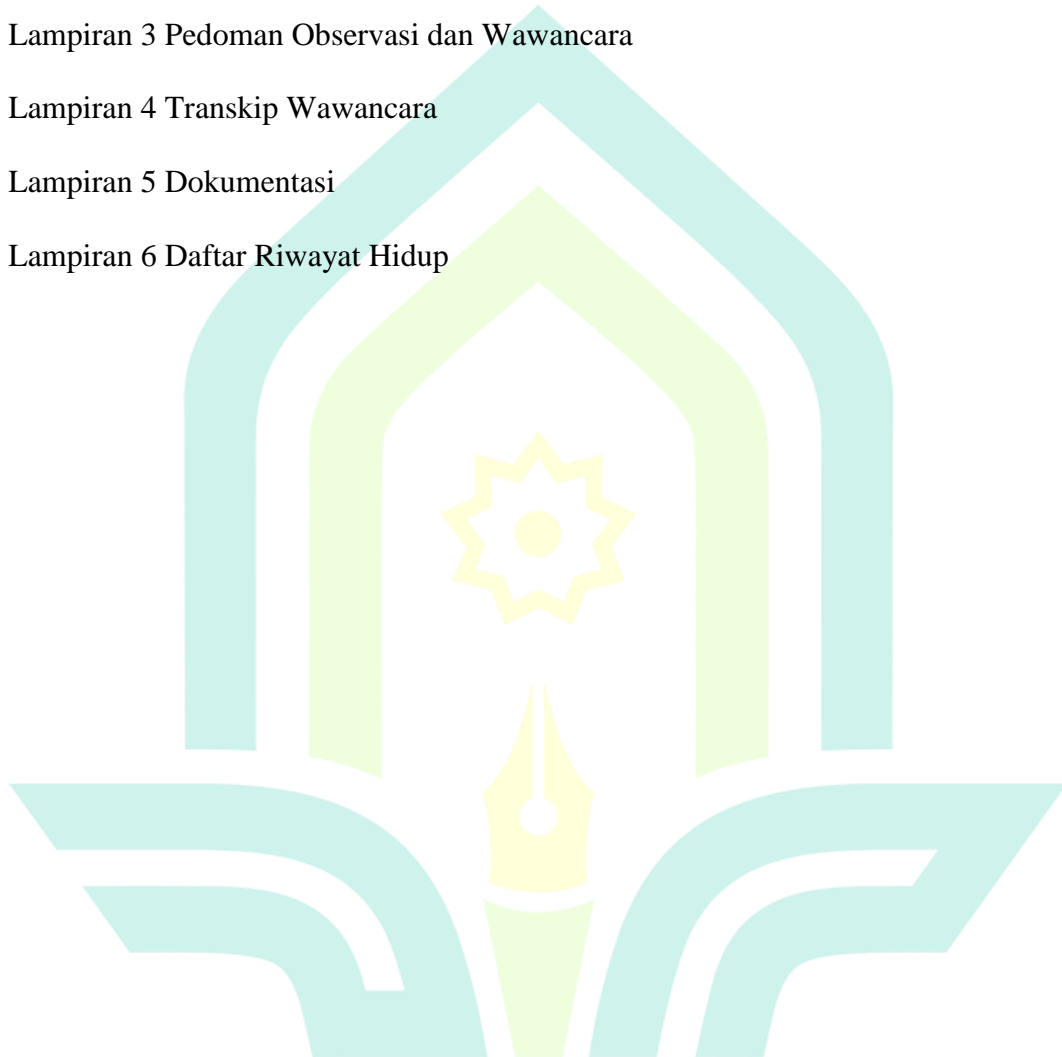 Lampiran 3 Pedoman Observasi dan Wawancara
Lampiran 4 Transkip Wawancara
Lampiran 5 Dokumentasi
Lampiran 6 Daftar Riwayat Hidup